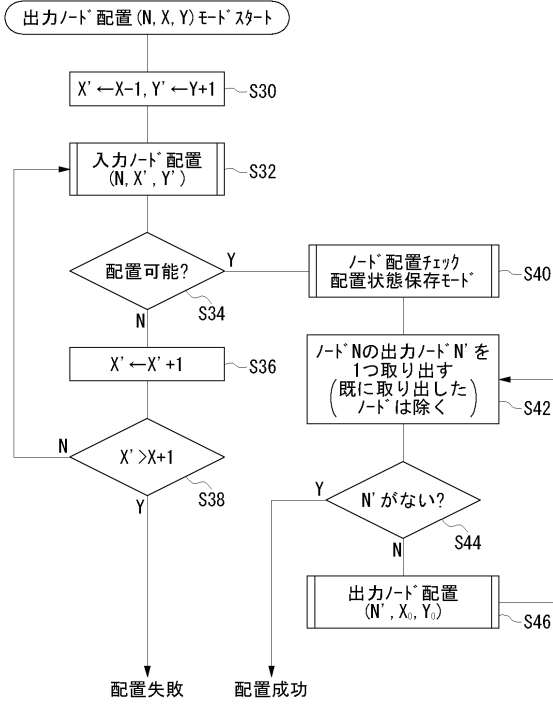 出力ノード配置(N,X,Y)モードスタート
X'←X-1,Y'←Y+1
S30
入力ノード配置
(N,X',Y')
S32
配置可能?
Y
S34
N
X'←X'+1
S36
X'>X+1
N
S38
Y
配置失敗
ノード配置チェック
配置状態保存モード
S40
ノードNの出力ノードN'を
1つ取り出す
(既に取り出した
ノードは除く)
S42
N'がない?
Y
S44
N
出力ノード配置
(N',X₀,Y₀)
S46
配置成功